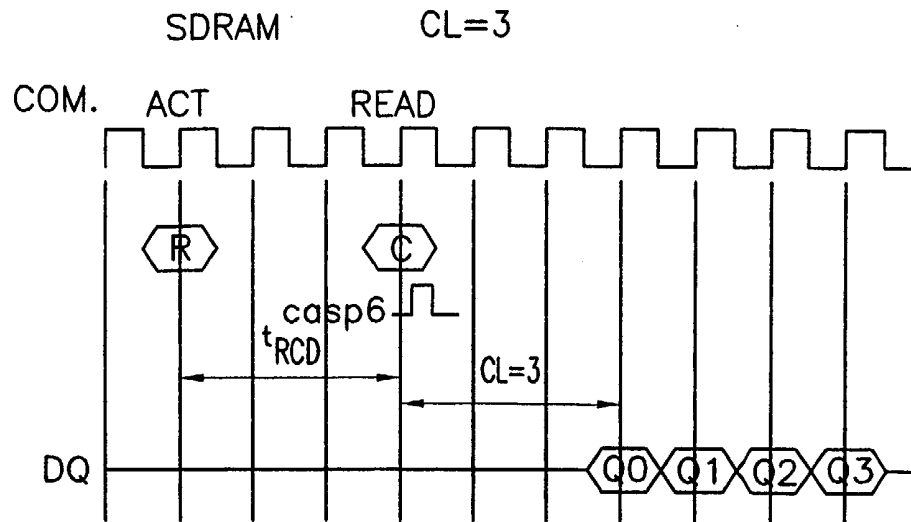 SDRAM CL=3
COM. ACT READ
R C
casp6
tRCD
CL=3
DQ Q0 Q1 Q2 Q3